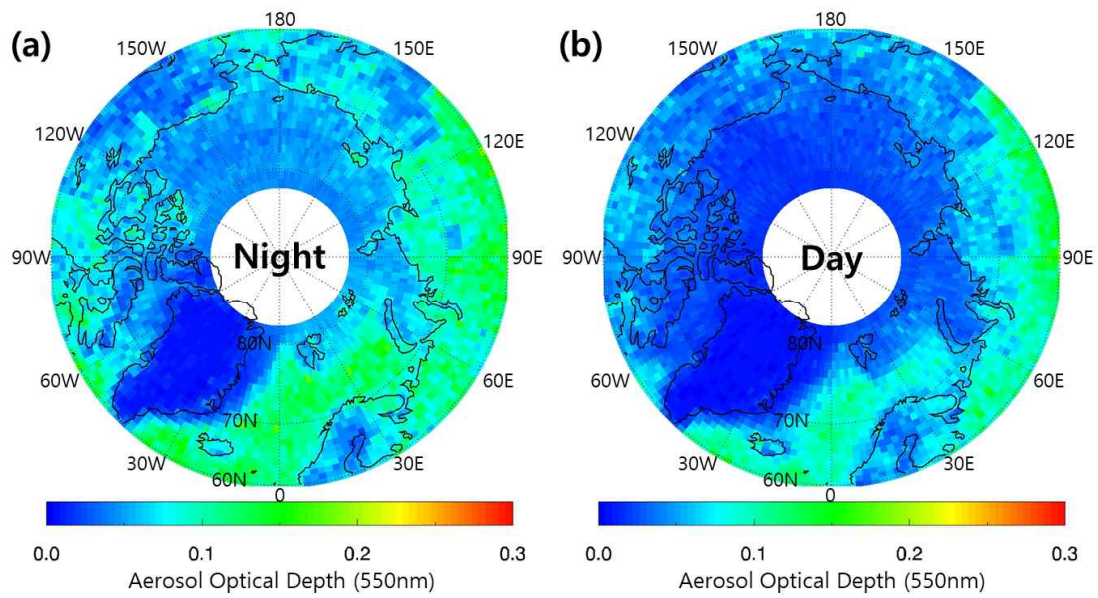 (a)
180
150W
150E
120W
120E
Night
90W
90E
80N
60W
60E
70N
30W
30E
60N
0
0.0 0.1 0.2 0.3
Aerosol Optical Depth (550nm)
(b)
180
150W
150E
120W
120E
Day
90W
90E
80N
60W
60E
70N
30W
30E
60N
0
0.0 0.1 0.2 0.3
Aerosol Optical Depth (550nm)